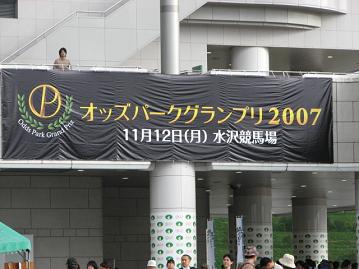 オッズパークグランプリ2007
11月12日(月) 水沢競馬場
Odds Park Grand Prix